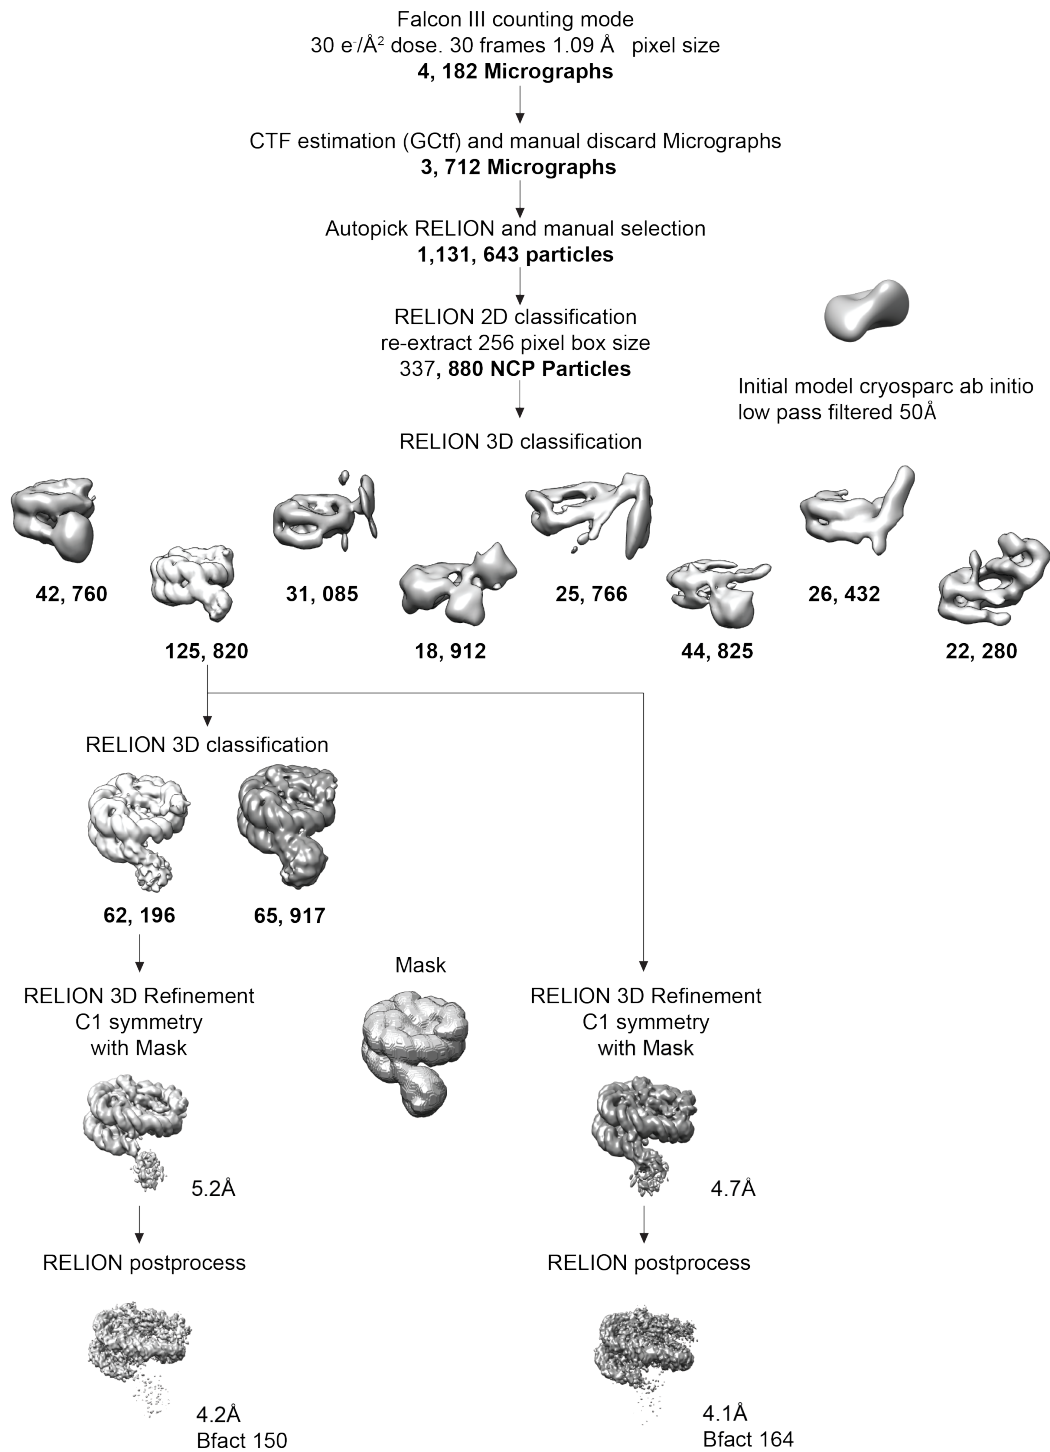 Falcon III counting mode
30 e⁻/Å² dose. 30 frames 1.09 Å pixel size
4, 182 Micrographs
CTF estimation (GCtf) and manual discard Micrographs
3, 712 Micrographs
Autopick RELION and manual selection
1,131, 643 particles
RELION 2D classification
re-extract 256 pixel box size
337, 880 NCP Particles
Initial model cryosparc ab initio
low pass filtered 50Å
RELION 3D classification
42, 760
31, 085
25, 766
26, 432
125, 820
18, 912
44, 825
22, 280
RELION 3D classification
62, 196
65, 917
Mask
RELION 3D Refinement
C1 symmetry
with Mask
5.2Å
RELION 3D Refinement
C1 symmetry
with Mask
4.7Å
RELION postprocess
4.2Å
Bfact 150
RELION postprocess
4.1Å
Bfact 164